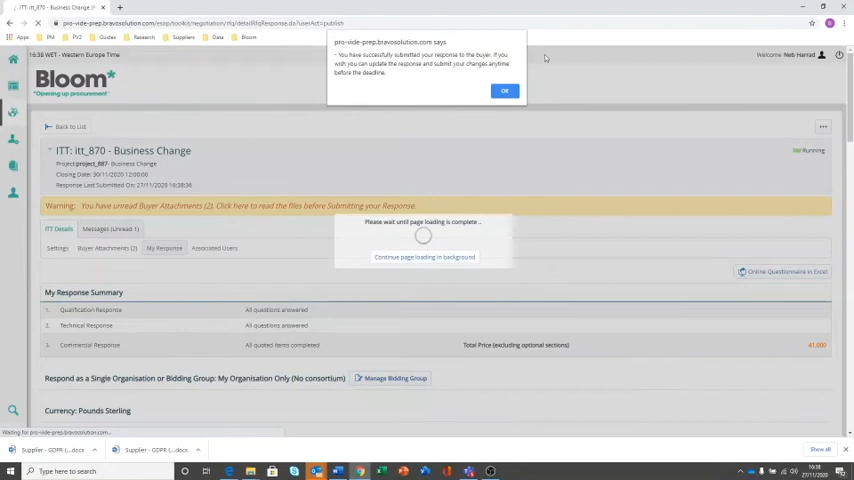 ITT: itt_870 - Business Change
pro-vide-prep.bravosolution.com/esop/toolkit/negotiation/rfq/detailRfqResponse.do?userAct=publish
Apps PM PV2 Guides Research Suppliers Data Bloom
16:38 WET - Western Europe Time
Welcome Neb Harrad
pro-vide-prep.bravosolution.com says
- You have successfully submitted your response to the buyer, if you
wish you can update the response and submit your changes anytime
before the deadline.
OK
Bloom*
"Opening up procurement"
Back to List
ITT: itt_870 - Business Change
Running
Project:project_887- Business Change
Closing Date: 30/11/2020 12:00:00
Response Last Submitted On: 27/11/2020 16:38:36
Warning: You have unread Buyer Attachments (2). Click here to read the files before Submitting your Response.
Please wait until page loading is complete ..
ITT Details Messages (Unread 1)
Settings Buyer Attachments (2) My Response Associated Users
Continue page loading in background
Online Questionnaire in Excel
My Response Summary
1. Qualification Response All questions answered
2. Technical Response All questions answered
3. Commercial Response All quoted items completed Total Price (excluding optional sections) 41,000
Respond as a Single Organisation or Bidding Group: My Organisation Only (No consortium) Manage Bidding Group
Currency: Pounds Sterling
Waiting for pro-vide-prep.bravosolution.com...
Supplier - GDPR (...).docx Supplier - GDPR (...).docx Show all
Type here to search
16:38
27/11/2020